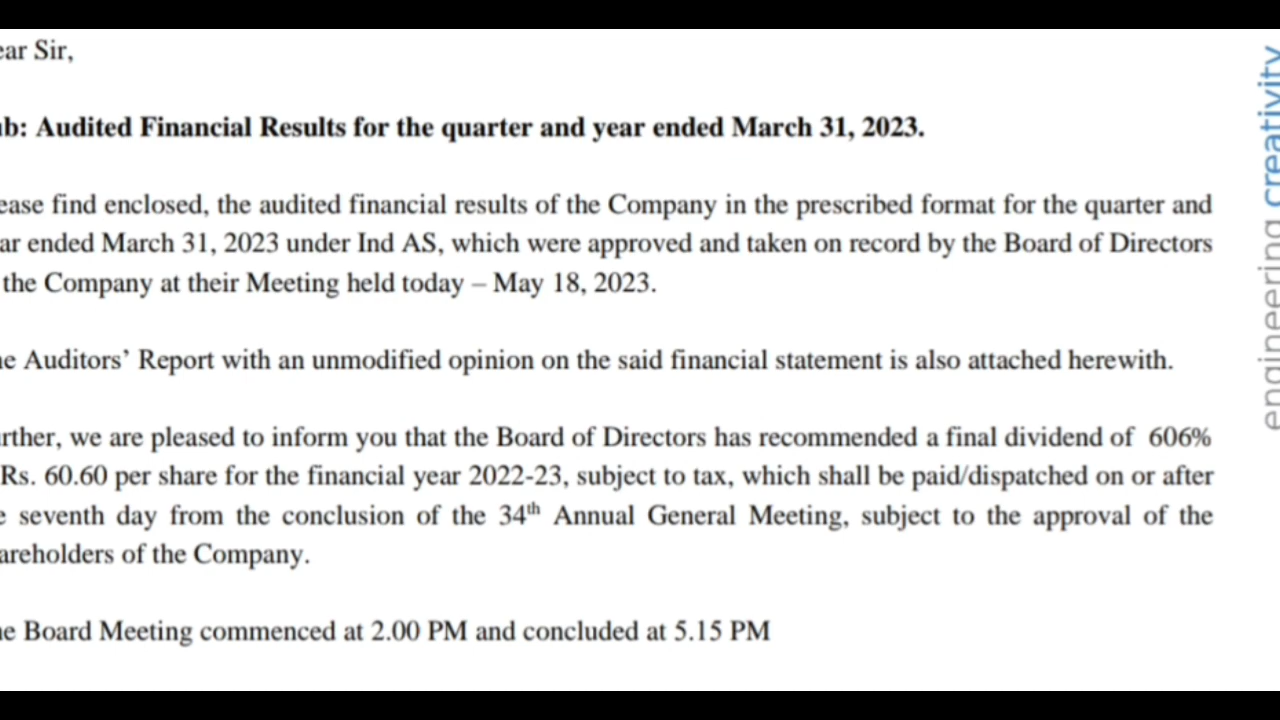 ear Sir,
ub: Audited Financial Results for the quarter and year ended March 31, 2023.
ease find enclosed, the audited financial results of the Company in the prescribed format for the quarter and
ar ended March 31, 2023 under Ind AS, which were approved and taken on record by the Board of Directors
the Company at their Meeting held today – May 18, 2023.
e Auditors’ Report with an unmodified opinion on the said financial statement is also attached herewith.
rther, we are pleased to inform you that the Board of Directors has recommended a final dividend of 606%
Rs. 60.60 per share for the financial year 2022-23, subject to tax, which shall be paid/dispatched on or after
e seventh day from the conclusion of the 34th Annual General Meeting, subject to the approval of the
areholders of the Company.
e Board Meeting commenced at 2.00 PM and concluded at 5.15 PM
engineering creativity